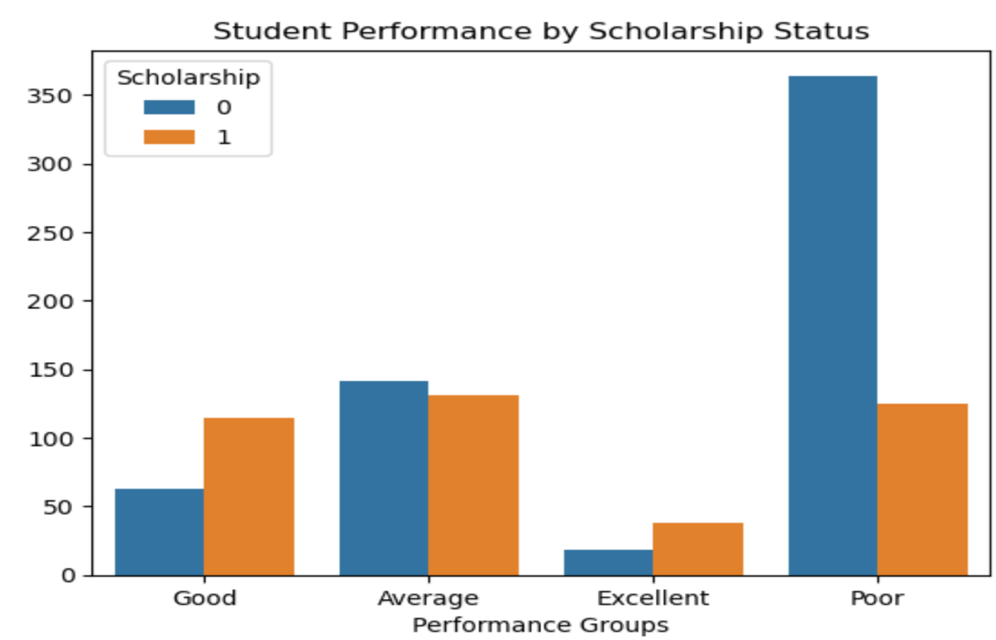 Student Performance by Scholarship Status
Scholarship
0
1
350
300
250
200
150
100
50
0
Good Average Excellent Poor
Performance Groups